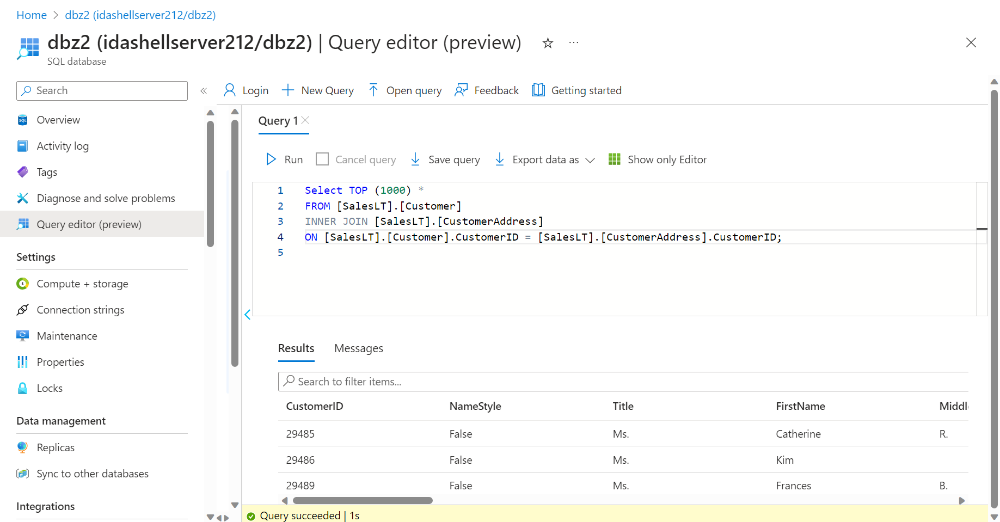 Home > dbz2 (idashellserver212/dbz2)
dbz2 (idashellserver212/dbz2) | Query editor (preview) ☆ ...
SQL database
Search
Overview
Activity log
Tags
Diagnose and solve problems
Query editor (preview)
Settings
Compute + storage
Connection strings
Maintenance
Properties
Locks
Data management
Replicas
Sync to other databases
Integrations
« Login New Query Open query Feedback Getting started
Query 1
Run Cancel query Save query Export data as Show only Editor
1 Select TOP (1000) *
2 FROM [SalesLT].[Customer]
3 INNER JOIN [SalesLT].[CustomerAddress]
4 ON [SalesLT].[Customer].CustomerID = [SalesLT].[CustomerAddress].CustomerID;
5
Results Messages
Search to filter items...
CustomerID NameStyle Title FirstName
29485 False Ms. Catherine R.
29486 False Ms. Kim
29489 False Ms. Frances B.
Query succeeded | 1s